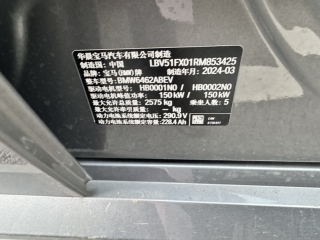 华晨宝马汽车有限公司制造
制造国：中国 LBV51FX01RM853425
品牌：宝马(BMW)牌 制造年月：2024-03
整车型号：BMW6462ABEV
驱动电机型号：HB0001N0 / HB0002N0
驱动电机峰值功率：150 kW / 150 kW
最大允许总质量：2575 kg 乘坐人数：5
最大允许牵引质量： - kg
动力电池系统额定电压：290.9 V
动力电池系统额定容量：228.4 Ah